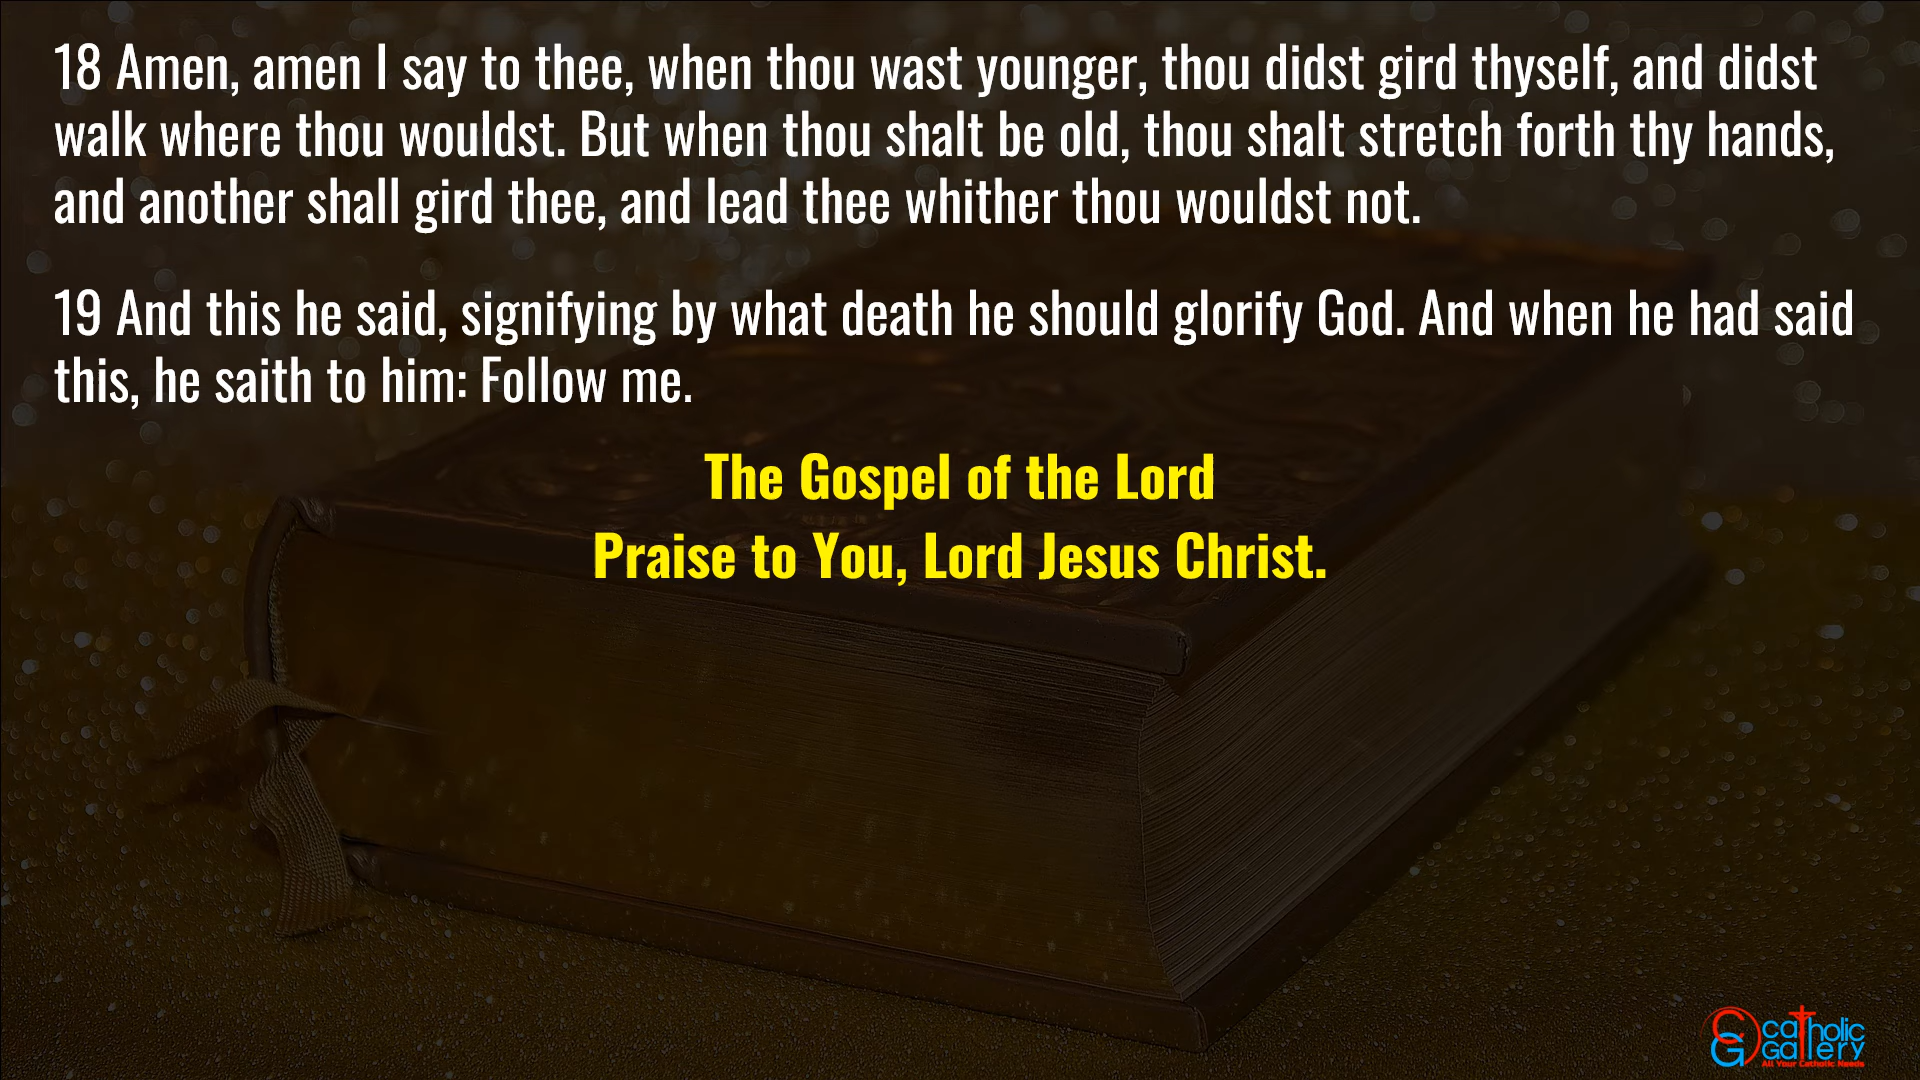 18 Amen, amen I say to thee, when thou wast younger, thou didst gird thyself, and didst
walk where thou wouldst. But when thou shalt be old, thou shalt stretch forth thy hands,
and another shall gird thee, and lead thee whither thou wouldst not.
19 And this he said, signifying by what death he should glorify God. And when he had said
this, he saith to him: Follow me.
The Gospel of the Lord
Praise to You, Lord Jesus Christ.
CG
catholic
Gallery
All Your Catholic Needs